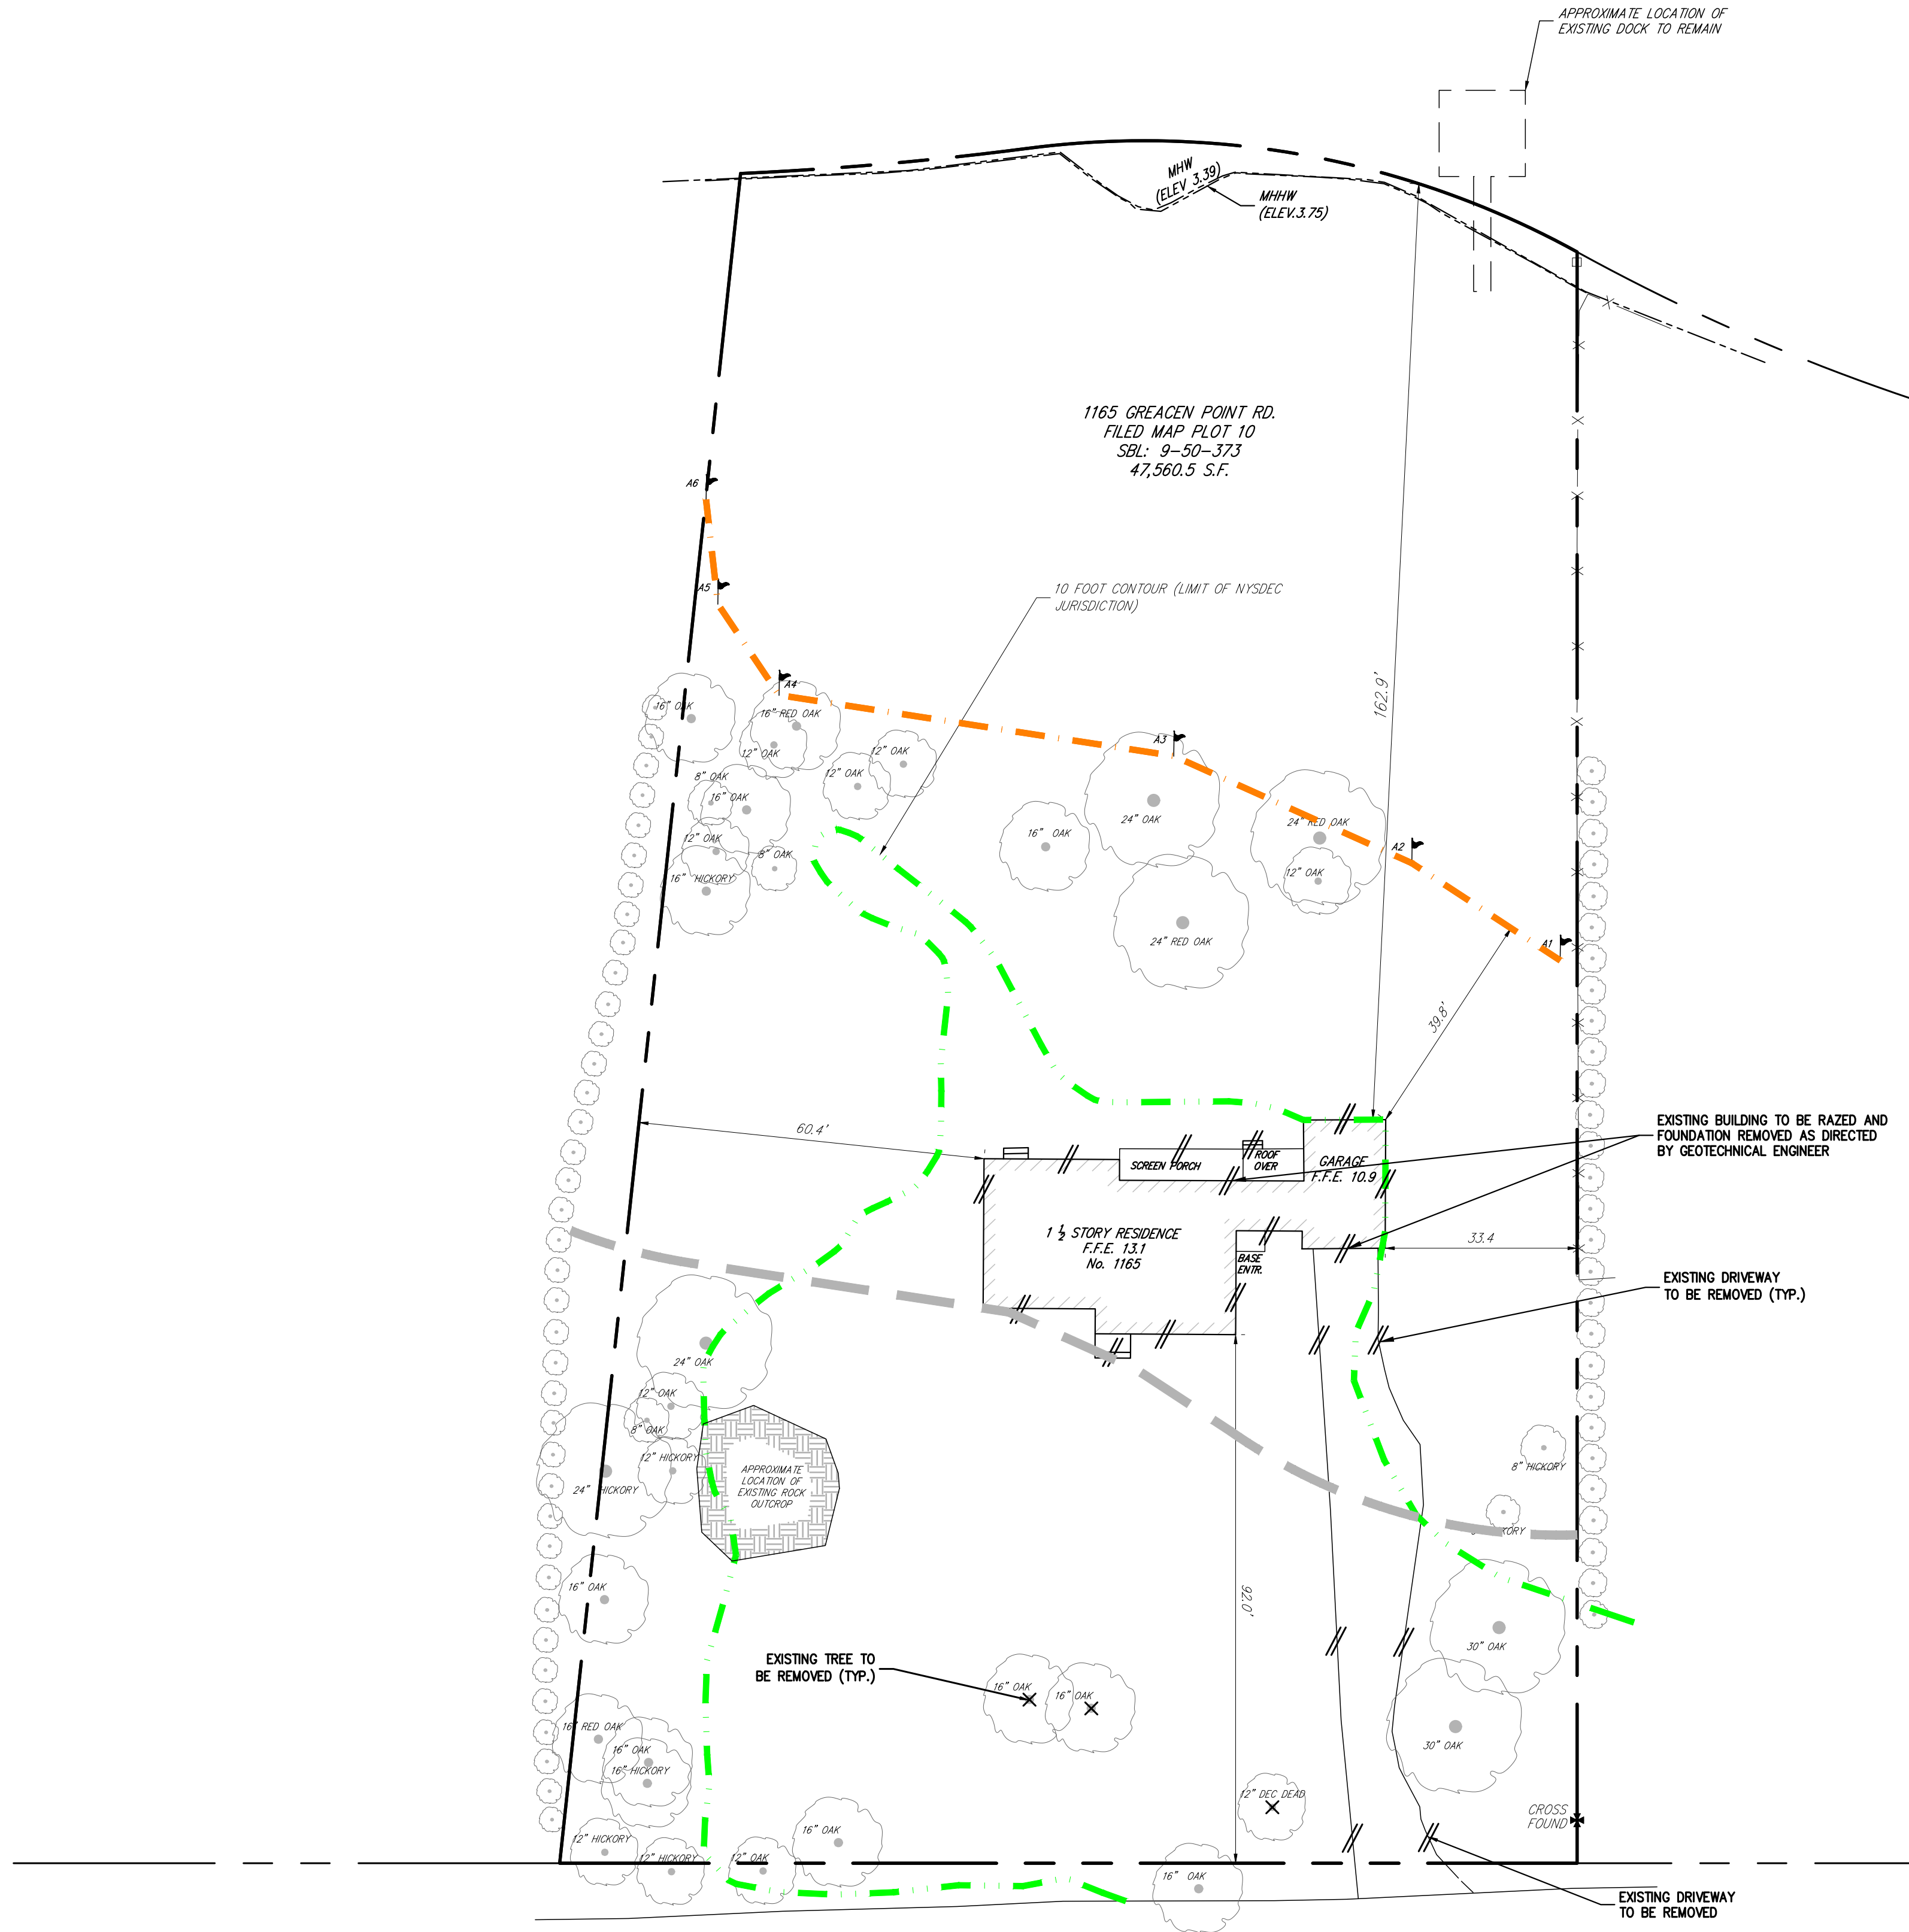 APPROXIMATE LOCATION OF
EXISTING DOCK TO REMAIN
MHW
(ELEV 3.39)
MHHW
(ELEV.3.75)
1165 GREACEN POINT RD.
FILED MAP PLOT 10
SBL: 9-50-373
47,560.5 S.F.
A6
A5
10 FOOT CONTOUR (LIMIT OF NYSDEC
JURISDICTION)
A4
162.9'
16" OAK
16" RED OAK
12" OAK
12" OAK
12" OAK
A3
8" OAK
16" OAK
24" OAK
24" RED OAK
16" OAK
12" OAK
A2
8" OAK
16" HICKORY
12" OAK
24" RED OAK
A1
39.8'
60.4'
EXISTING BUILDING TO BE RAZED AND
FOUNDATION REMOVED AS DIRECTED
BY GEOTECHNICAL ENGINEER
SCREEN PORCH
ROOF
OVER
GARAGE
F.F.E. 10.9
1 ½ STORY RESIDENCE
F.F.E. 13.1
No. 1165
BASE
ENTR.
33.4
EXISTING DRIVEWAY
TO BE REMOVED (TYP.)
24" OAK
12" OAK
8" OAK
12" HICKORY
24" HICKORY
APPROXIMATE
LOCATION OF
EXISTING ROCK
OUTCROP
8" HICKORY
16" OAK
92.0'
30" OAK
EXISTING TREE TO
BE REMOVED (TYP.)
16" OAK
16" OAK
16" RED OAK
16" OAK
16" HICKORY
30" OAK
12" DEC DEAD
CROSS
FOUND
16" OAK
12" HICKORY
12" HICKORY
12" OAK
16" OAK
EXISTING DRIVEWAY
TO BE REMOVED